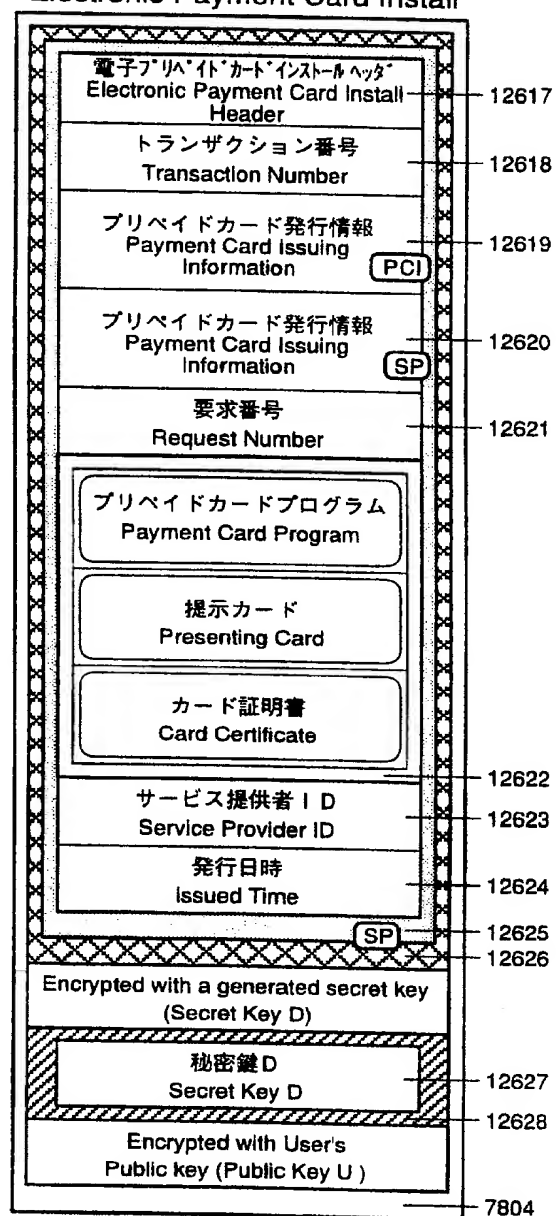 Electronic Payment Card Install
電子プリペイドカードインストールヘッダ
Electronic Payment Card Install
Header
12617
トランザクション番号
Transaction Number
12618
プリペイドカード発行情報
Payment Card Issuing
Information
PCI
12619
プリペイドカード発行情報
Payment Card Issuing
Information
SP
12620
要求番号
Request Number
12621
プリペイドカードプログラム
Payment Card Program
提示カード
Presenting Card
カード証明書
Card Certificate
12622
サービス提供者ID
Service Provider ID
12623
発行日時
Issued Time
12624
SP
12625
12626
Encrypted with a generated secret key
(Secret Key D)
秘密鍵D
Secret Key D
12627
12628
Encrypted with User's
Public key (Public Key U )
7804